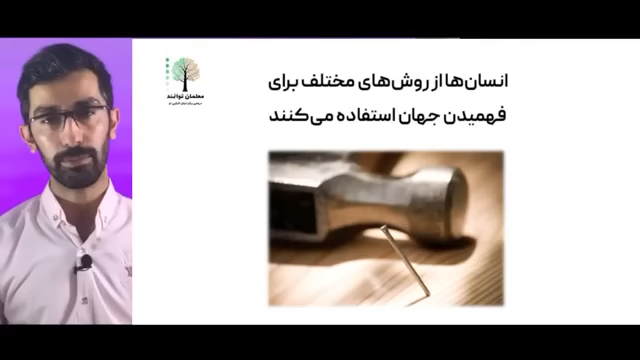 معلمان توانمند
انسان‌ها از روش‌های مختلف برای
فهمیدن جهان استفاده می‌کنند